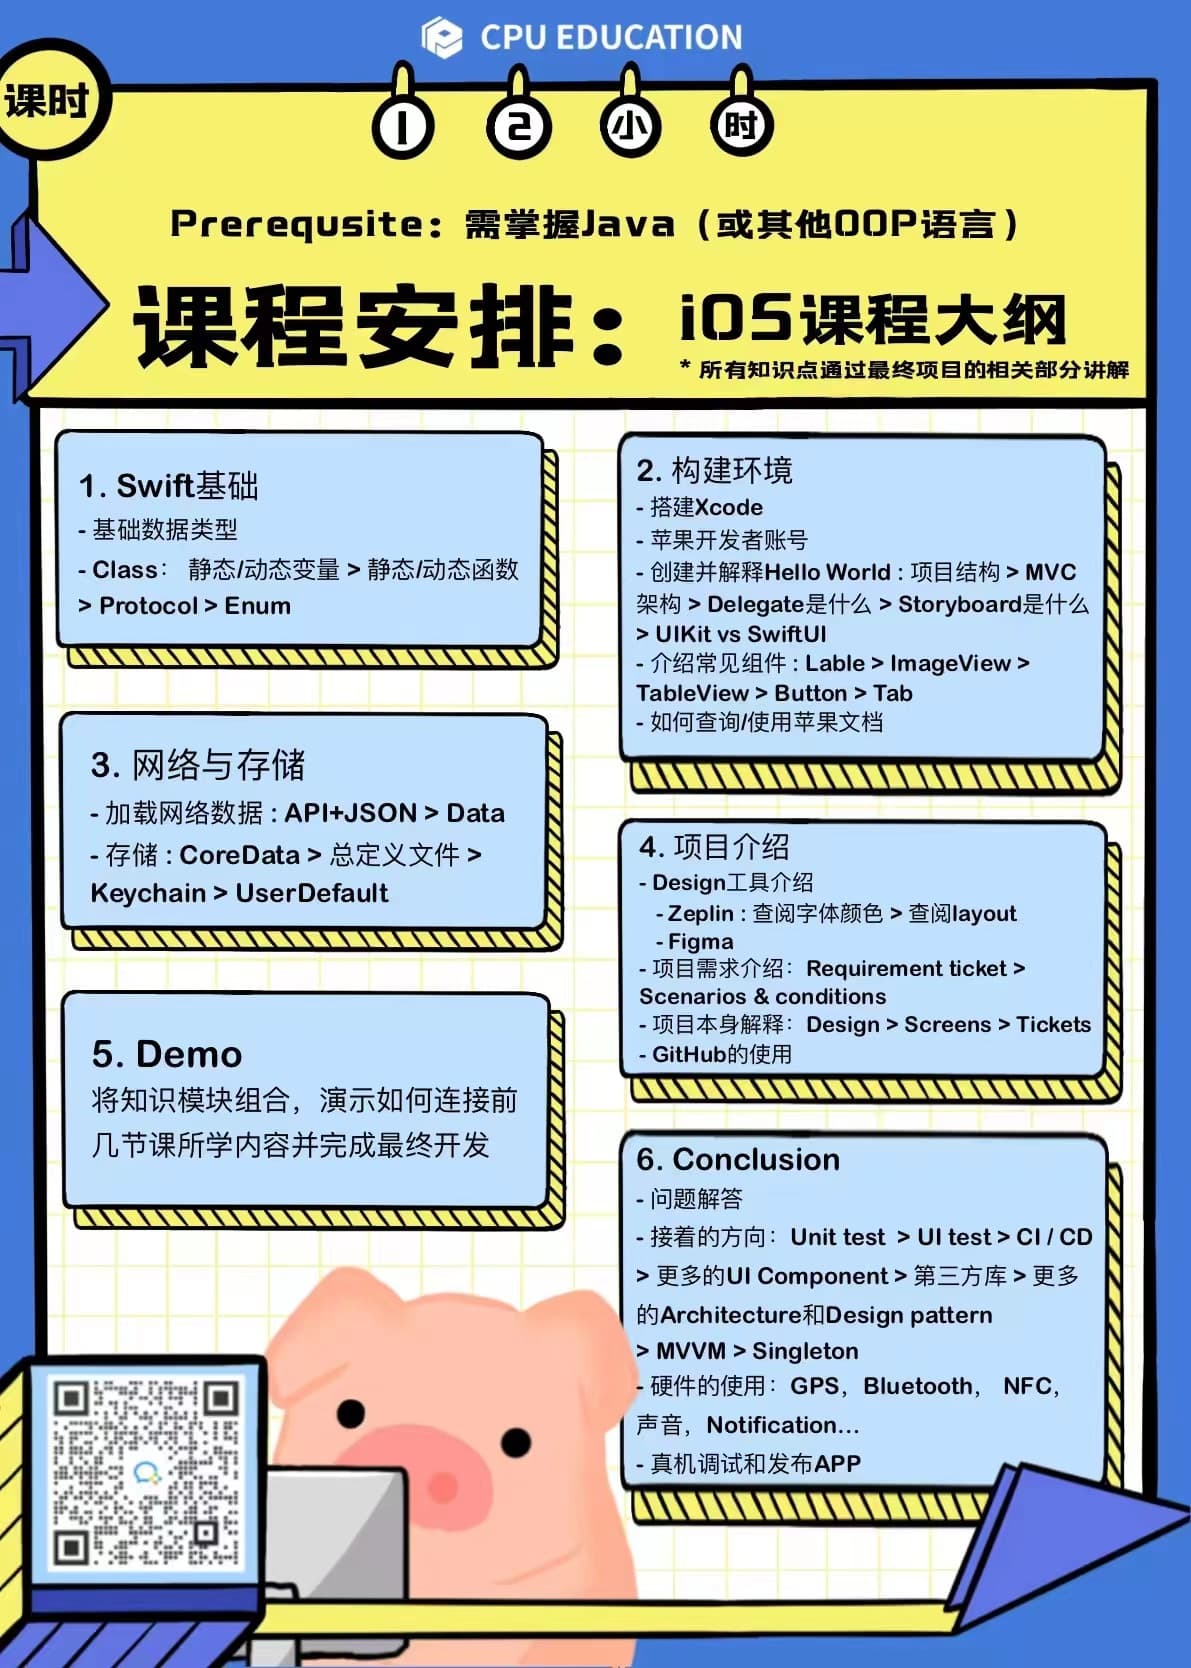 CPU EDUCATION
课时
12小时
Prerequsite：需掌握Java（或其他OOP语言）
课程安排：iOS课程大纲
* 所有知识点通过最终项目的相关部分讲解
1. Swift基础
- 基础数据类型
- Class： 静态/动态变量 > 静态/动态函数
> Protocol > Enum
2. 构建环境
- 搭建Xcode
- 苹果开发者账号
- 创建并解释Hello World : 项目结构 > MVC
架构 > Delegate是什么 > Storyboard是什么
> UIKit vs SwiftUI
- 介绍常见组件 : Lable > ImageView >
TableView > Button > Tab
- 如何查询/使用苹果文档
3. 网络与存储
- 加载网络数据 : API+JSON > Data
- 存储 : CoreData > 总定义文件 >
Keychain > UserDefault
4. 项目介绍
- Design工具介绍
- Zeplin : 查阅字体颜色 > 查阅layout
- Figma
- 项目需求介绍：Requirement ticket >
Scenarios & conditions
- 项目本身解释：Design > Screens > Tickets
- GitHub的使用
5. Demo
将知识模块组合，演示如何连接前
几节课所学内容并完成最终开发
6. Conclusion
- 问题解答
- 接着的方向：Unit test > UI test > CI / CD
> 更多的UI Component > 第三方库 > 更多
的Architecture和Design pattern
> MVVM > Singleton
- 硬件的使用：GPS，Bluetooth， NFC，
声音，Notification...
- 真机调试和发布APP